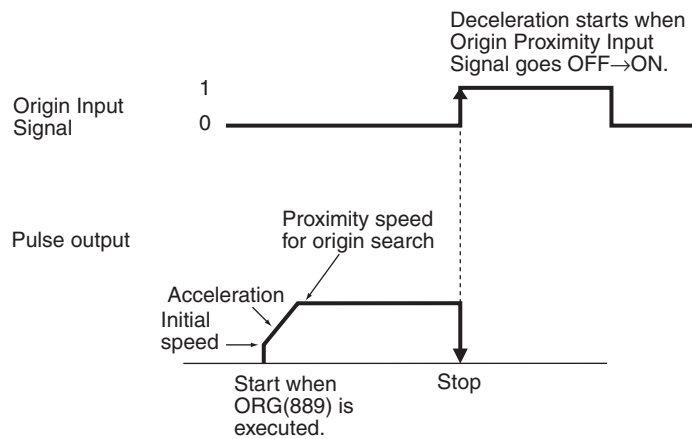 Deceleration starts when
Origin Proximity Input
Signal goes OFF→ON.
Origin Input
Signal
1
0
Pulse output
Proximity speed
for origin search
Acceleration
Initial
speed
Start when
ORG(889) is
executed.
Stop